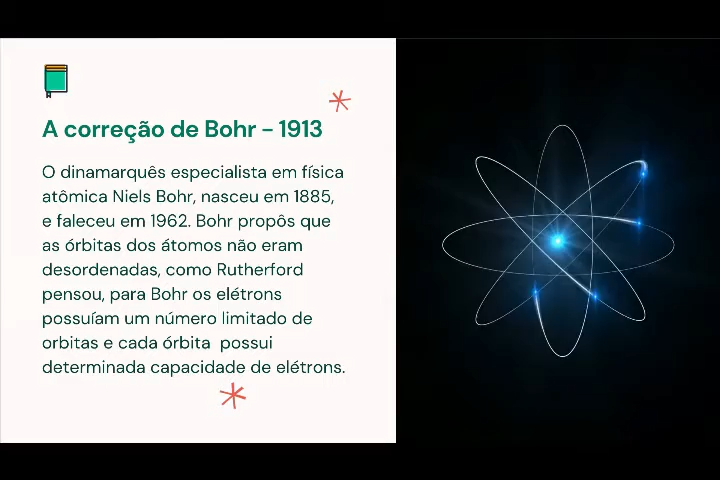 A correção de Bohr - 1913
O dinamarquês especialista em física
atômica Niels Bohr, nasceu em 1885,
e faleceu em 1962. Bohr propôs que
as órbitas dos átomos não eram
desordenadas, como Rutherford
pensou, para Bohr os elétrons
possuíam um número limitado de
orbitas e cada órbita  possui
determinada capacidade de elétrons.